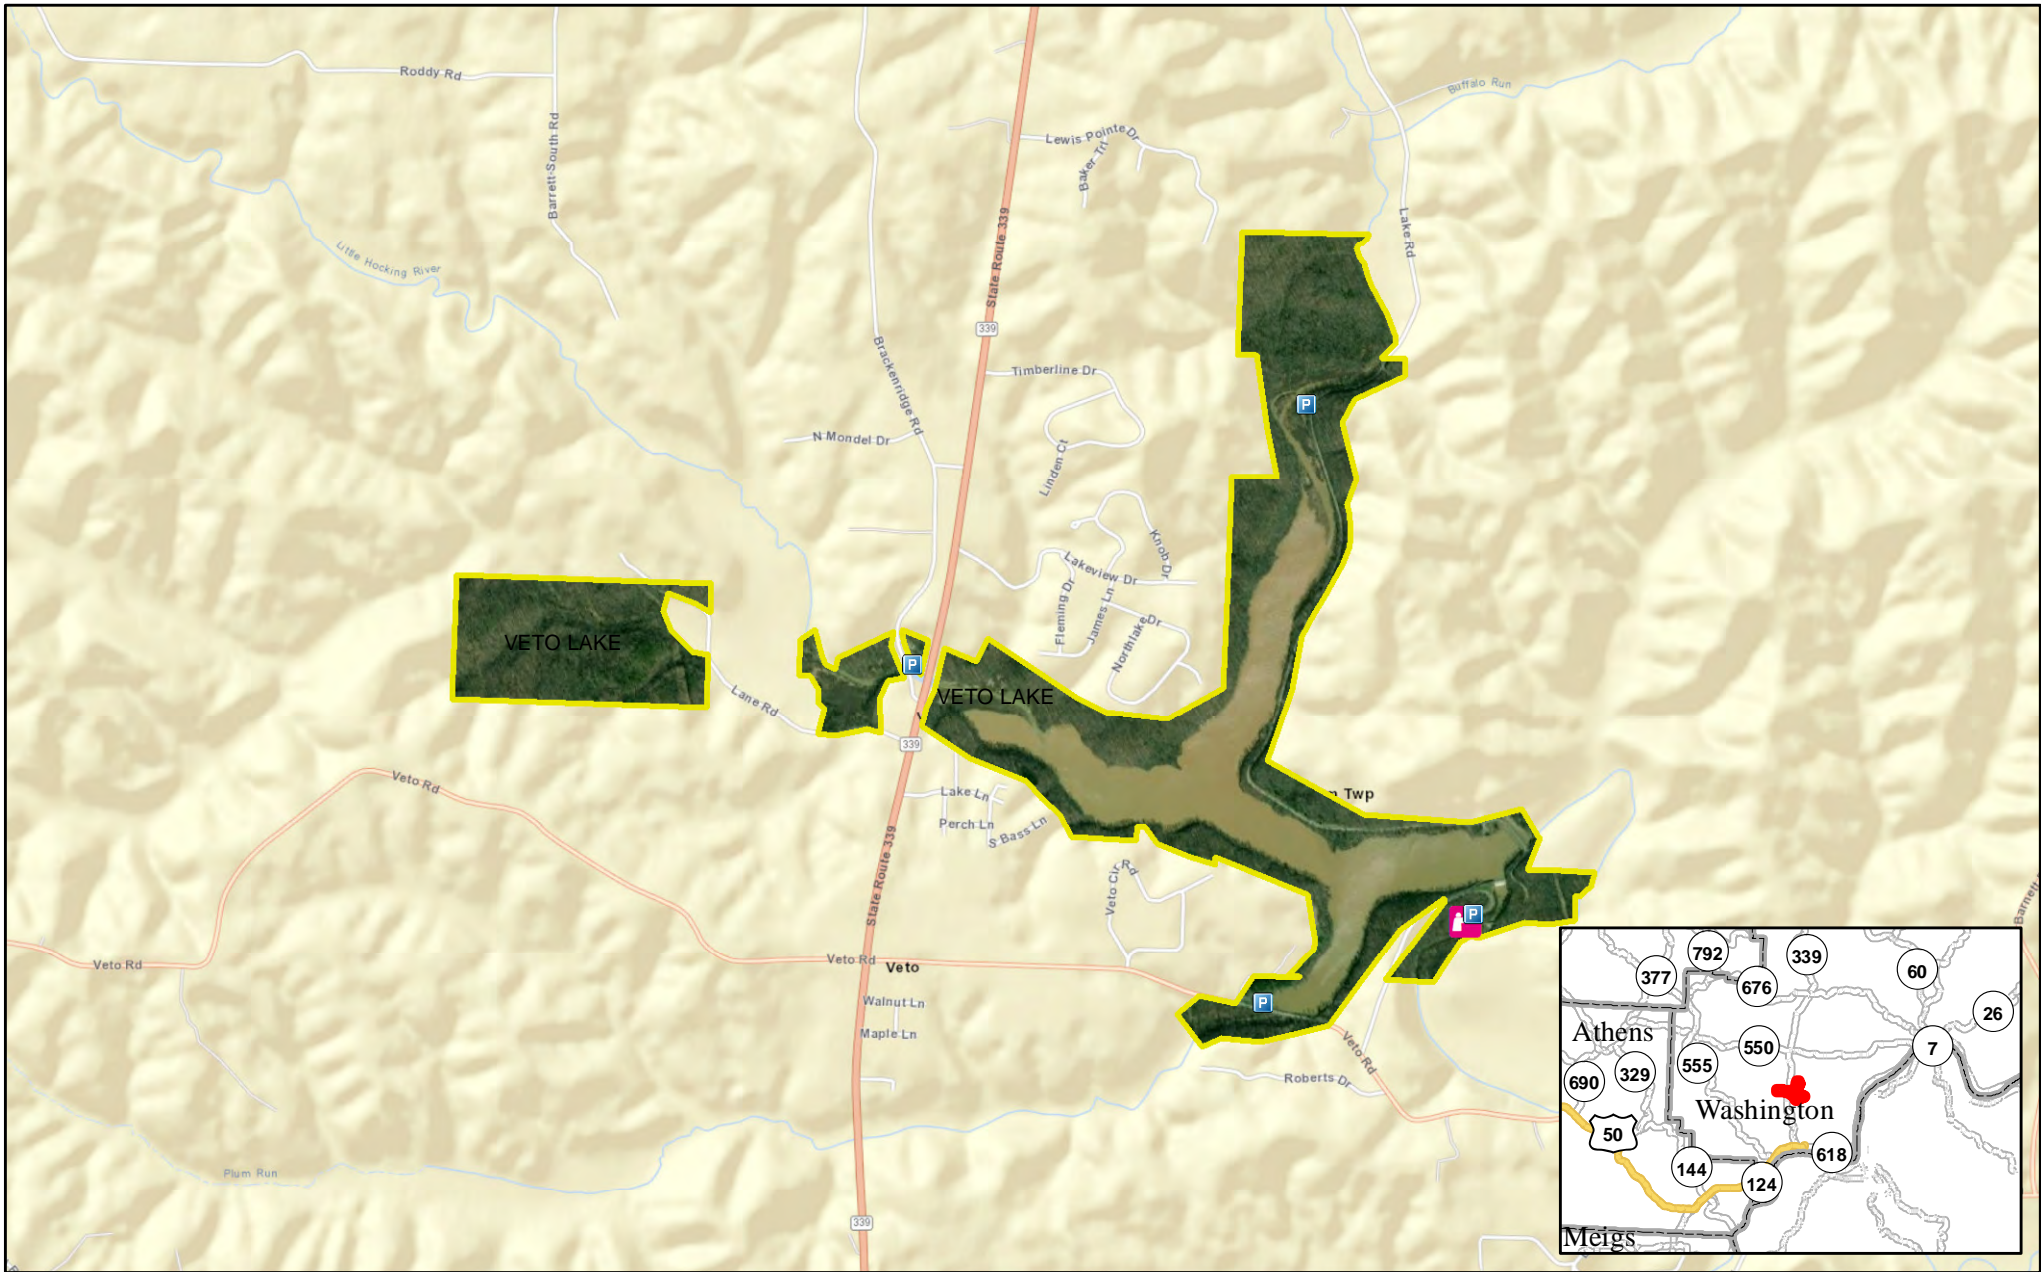 Roddy Rd
Barrett-South Rd
Little Hocking River
Buffalo Run
Lewis Pointe Dr
Baker Trl
Lake Rd
State Route 339
339
Brackenridge Rd
Timberline Dr
N Mondel Dr
Linden Ct
P
Knob Dr
Lakeview Dr
Fleming Dr
James Ln
Northlake Dr
VETO LAKE
P
VETO LAKE
Lane Rd
339
Veto Rd
Lake Ln
Perch Ln
S Bass Ln
Twp
State Route 339
Veto Cir
Rd
P
Barnett
Veto Rd
Veto Rd
Veto
P
Walnut Ln
Maple Ln
Veto Rd
Roberts Dr
Plum Run
339
792
339
377
676
60
26
Athens
550
7
555
690
329
Washington
50
144
618
124
Meigs